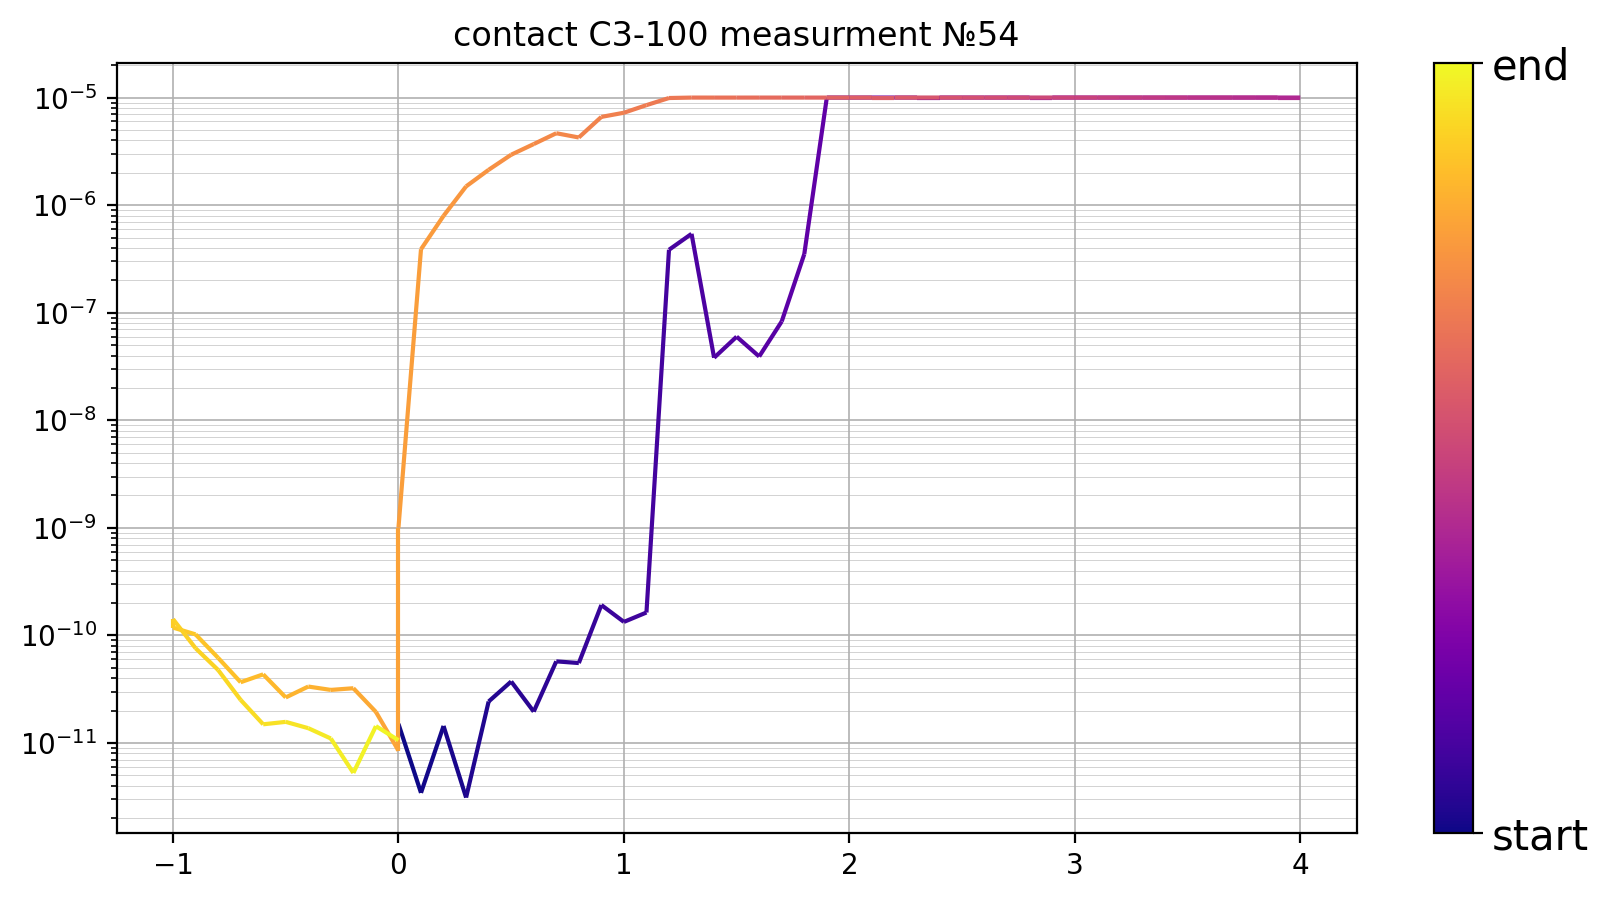 contact C3-100 measurment №54
10⁻⁵
10⁻⁶
10⁻⁷
10⁻⁸
10⁻⁹
10⁻¹⁰
10⁻¹¹
−1 0 1 2 3 4
end
start